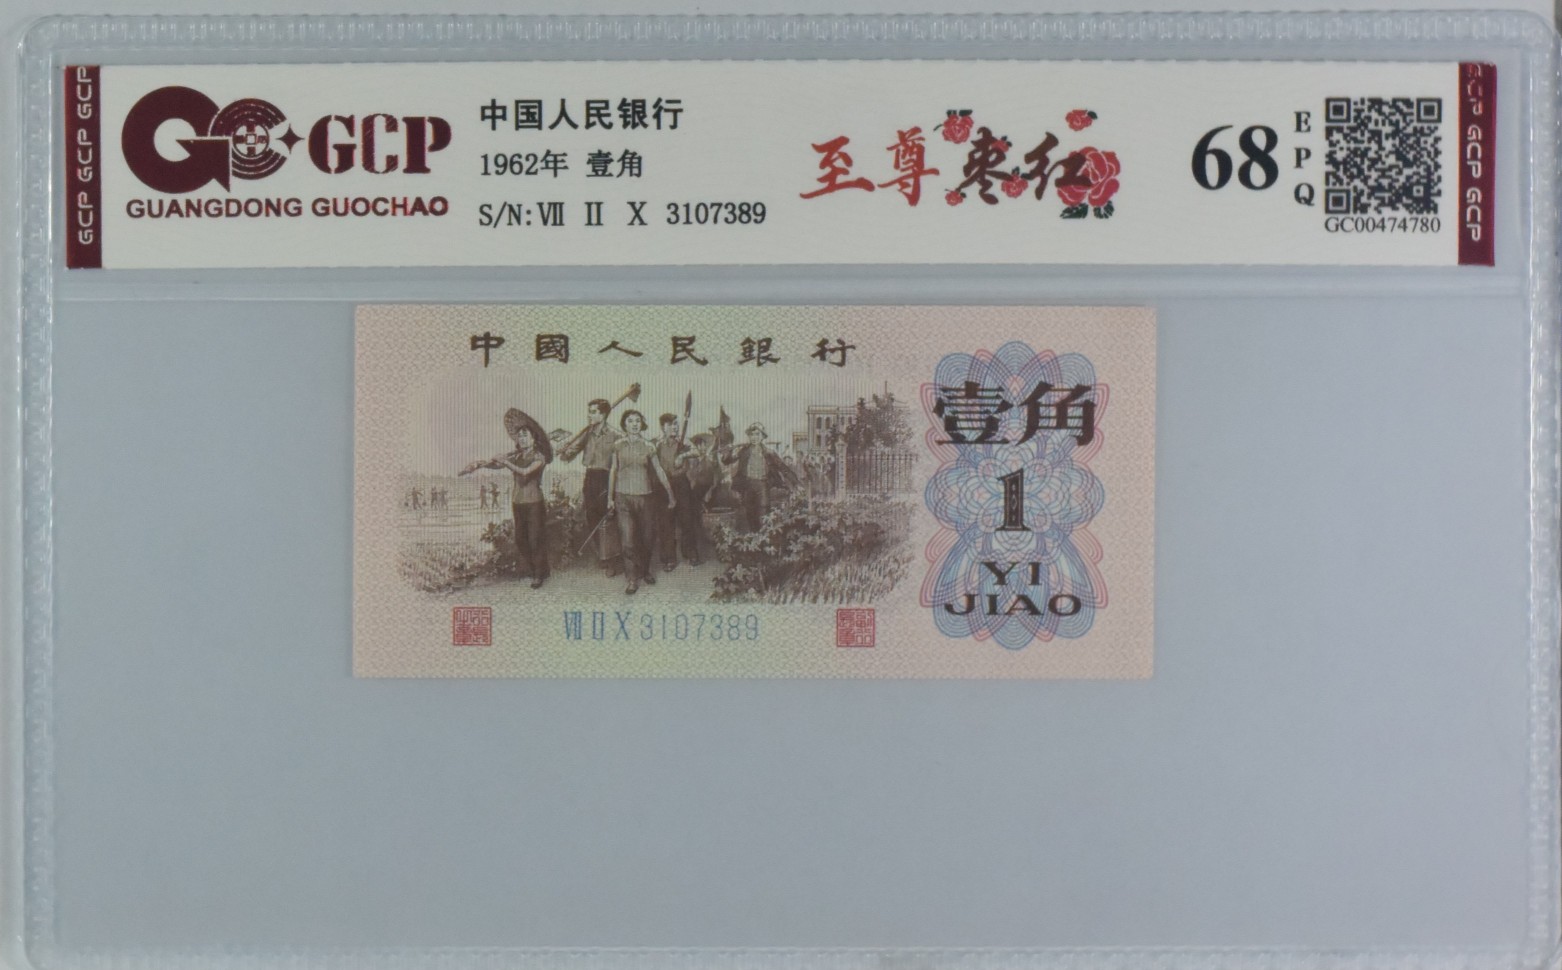 GCP GCP GCP
GCP
GUANGDONG GUOCHAO
中国人民银行
1962年 壹角
S/N: Ⅶ Ⅱ Ⅹ 3107389
至尊枣红
68
EPQ
GC00474780
GCP GCP GCP
中國人民銀行
壹角
1
YI
JIAO
Ⅶ Ⅱ Ⅹ 3107389